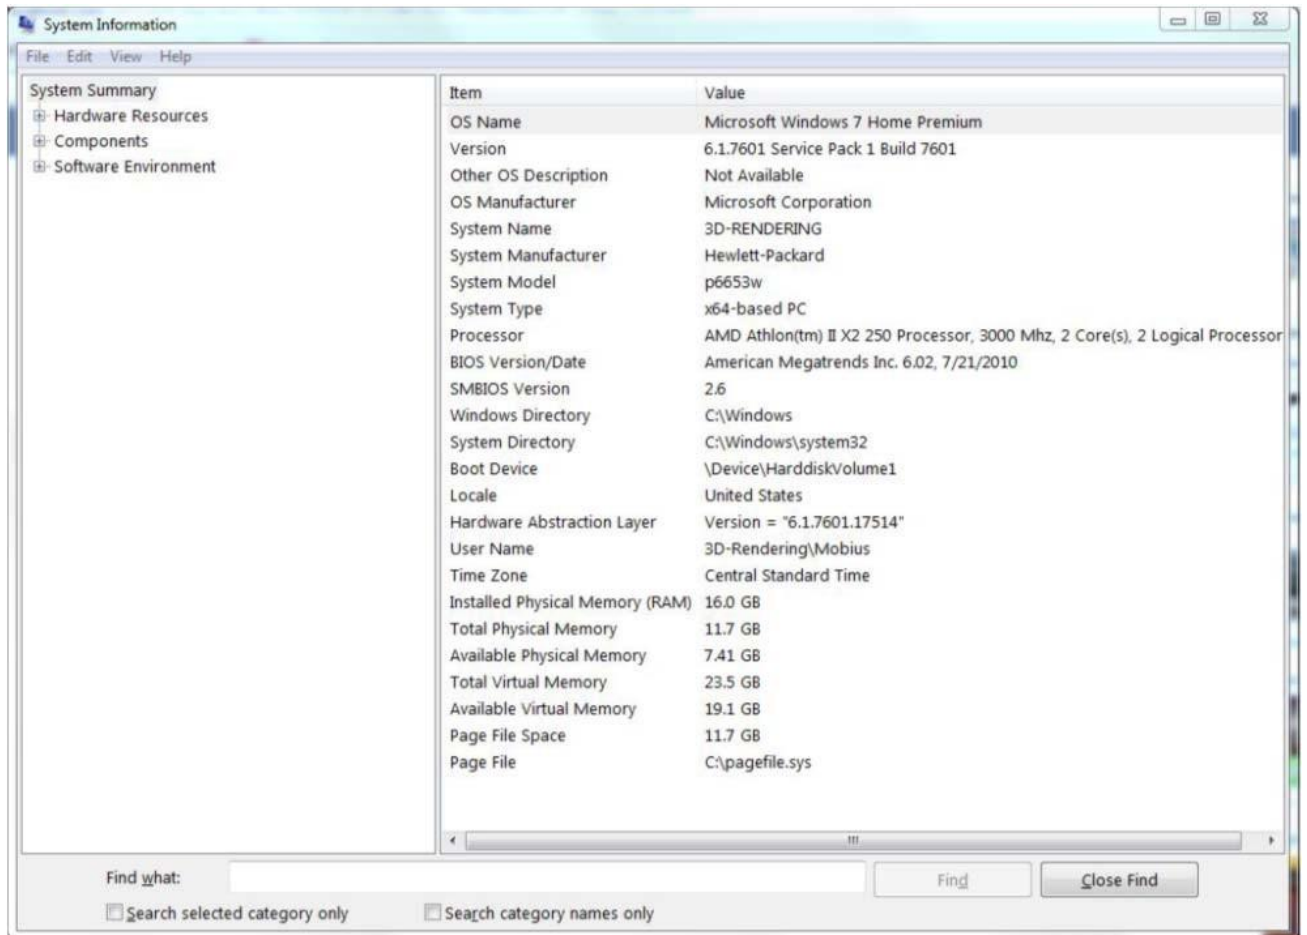 System Information
File Edit View Help
System Summary
Hardware Resources
Components
Software Environment
Item Value
OS Name Microsoft Windows 7 Home Premium
Version 6.1.7601 Service Pack 1 Build 7601
Other OS Description Not Available
OS Manufacturer Microsoft Corporation
System Name 3D-RENDERING
System Manufacturer Hewlett-Packard
System Model p6653w
System Type x64-based PC
Processor AMD Athlon(tm) II X2 250 Processor, 3000 Mhz, 2 Core(s), 2 Logical Processor
BIOS Version/Date American Megatrends Inc. 6.02, 7/21/2010
SMBIOS Version 2.6
Windows Directory C:\Windows
System Directory C:\Windows\system32
Boot Device \Device\HarddiskVolume1
Locale United States
Hardware Abstraction Layer Version = "6.1.7601.17514"
User Name 3D-Rendering\Mobius
Time Zone Central Standard Time
Installed Physical Memory (RAM) 16.0 GB
Total Physical Memory 11.7 GB
Available Physical Memory 7.41 GB
Total Virtual Memory 23.5 GB
Available Virtual Memory 19.1 GB
Page File Space 11.7 GB
Page File C:\pagefile.sys
Find what: Find Close Find
Search selected category only Search category names only